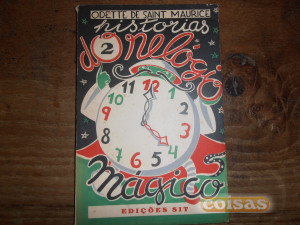 ODETTE DE SAINT MAURICE
histórias
2
do relógio
12
11
10
9
8
7
6
5
4
3
2
1
mágico
EDIÇÕES SIT
coisas